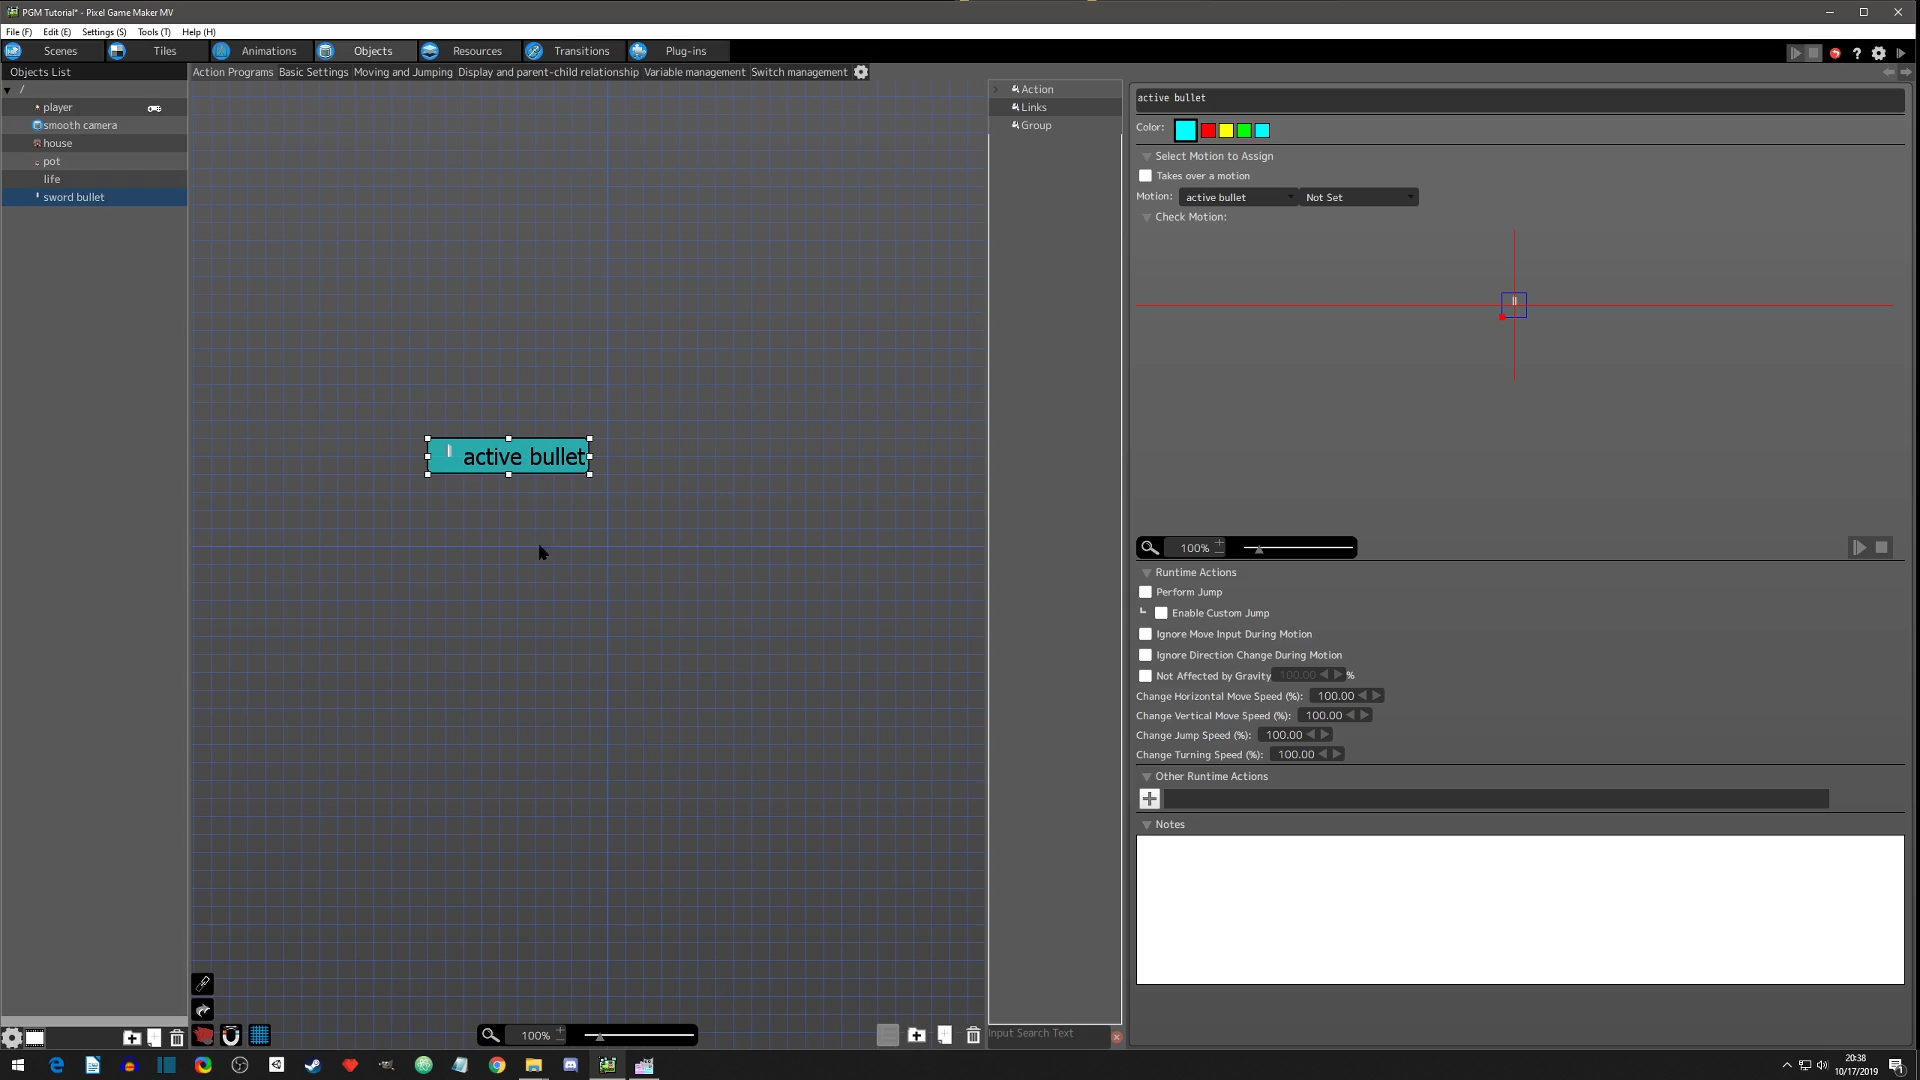 PGM Tutorial* - Pixel Game Maker MV
File (F) Edit (E) Settings (S) Tools (T) Help (H)
Scenes Tiles Animations Objects Resources Transitions Plug-ins
Objects List
Action Programs Basic Settings Moving and Jumping Display and parent-child relationship Variable management Switch management
/
player
smooth camera
house
pot
life
sword bullet
active bullet
Action
Links
Group
active bullet
Color:
Select Motion to Assign
Takes over a motion
Motion: active bullet Not Set
Check Motion:
100%
Runtime Actions
Perform Jump
Enable Custom Jump
Ignore Move Input During Motion
Ignore Direction Change During Motion
Not Affected by Gravity 100.00 %
Change Horizontal Move Speed (%): 100.00
Change Vertical Move Speed (%): 100.00
Change Jump Speed (%): 100.00
Change Turning Speed (%): 100.00
Other Runtime Actions
Notes
100%
Input Search Text
20:38
10/17/2019